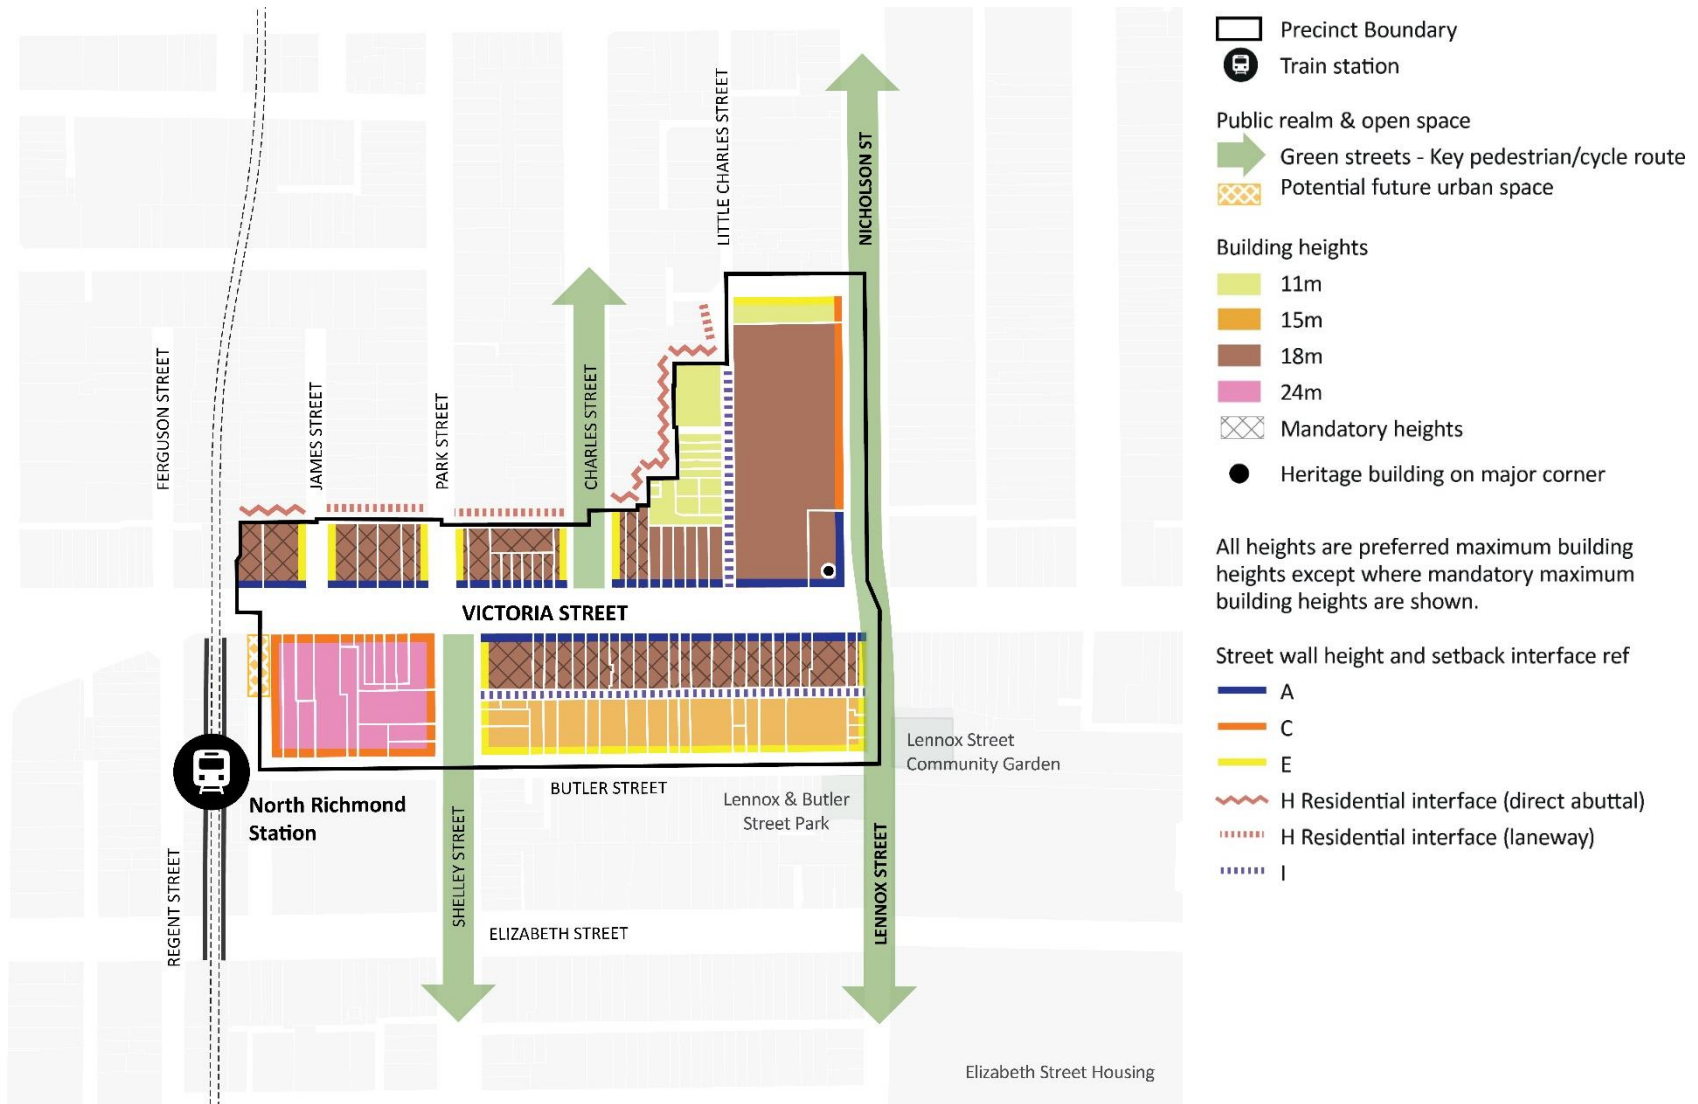 Precinct Boundary
Train station
Public realm & open space
Green streets - Key pedestrian/cycle route
Potential future urban space
Building heights
11m
15m
18m
24m
Mandatory heights
Heritage building on major corner
All heights are preferred maximum building
heights except where mandatory maximum
building heights are shown.
Street wall height and setback interface ref
A
C
E
H Residential interface (direct abuttal)
H Residential interface (laneway)
I
LITTLE CHARLES STREET
NICHOLSON ST
FERGUSON STREET
JAMES STREET
PARK STREET
CHARLES STREET
VICTORIA STREET
Lennox Street
Community Garden
BUTLER STREET
Lennox & Butler
Street Park
North Richmond
Station
REGENT STREET
SHELLEY STREET
LENNOX STREET
ELIZABETH STREET
Elizabeth Street Housing